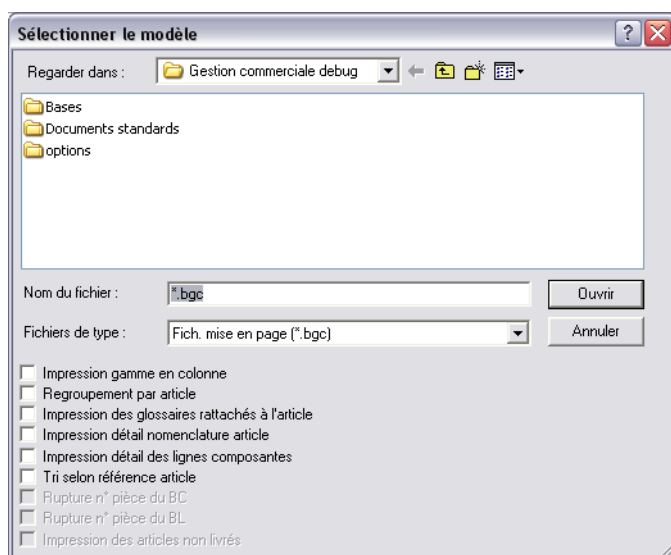 Sélectionner le modèle
Regarder dans :
Gestion commerciale debug
Bases
Documents standards
options
Nom du fichier :
*.bgc
Ouvrir
Fichiers de type :
Fich. mise en page (*.bgc)
Annuler
Impression gamme en colonne
Regroupement par article
Impression des glossaires rattachés à l'article
Impression détail nomenclature article
Impression détail des lignes composantes
Tri selon référence article
Rupture n° pièce du BC
Rupture n° pièce du BL
Impression des articles non livrés